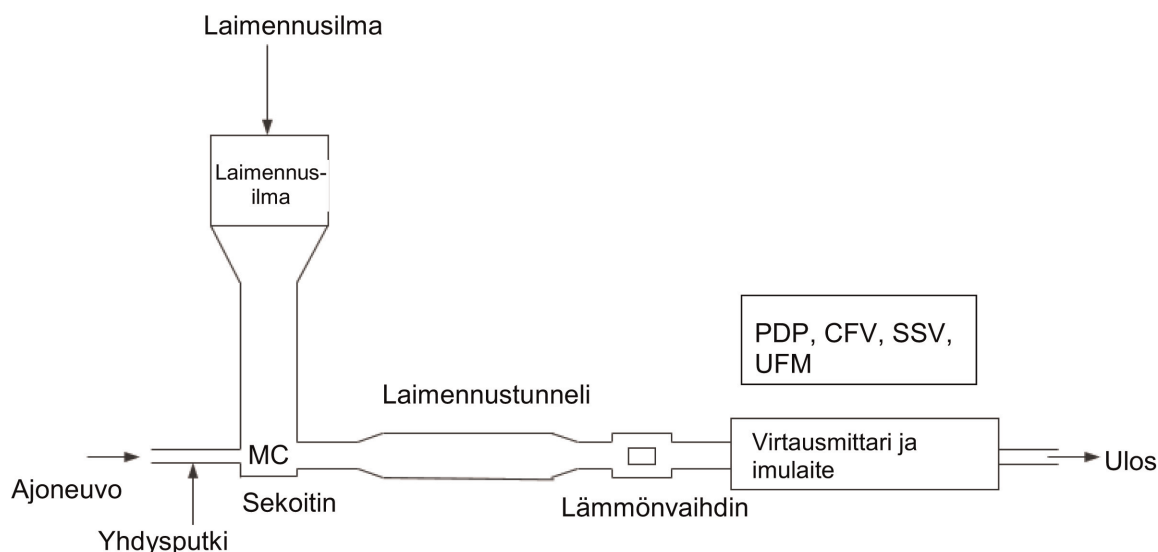 Laimennusilma
Laimennus-
ilma
PDP, CFV, SSV,
UFM
Laimennustunneli
MC
Virtausmittari ja
imulaite
Ulos
Ajoneuvo
Sekoitin
Lämmönvaihdin
Yhdysputki